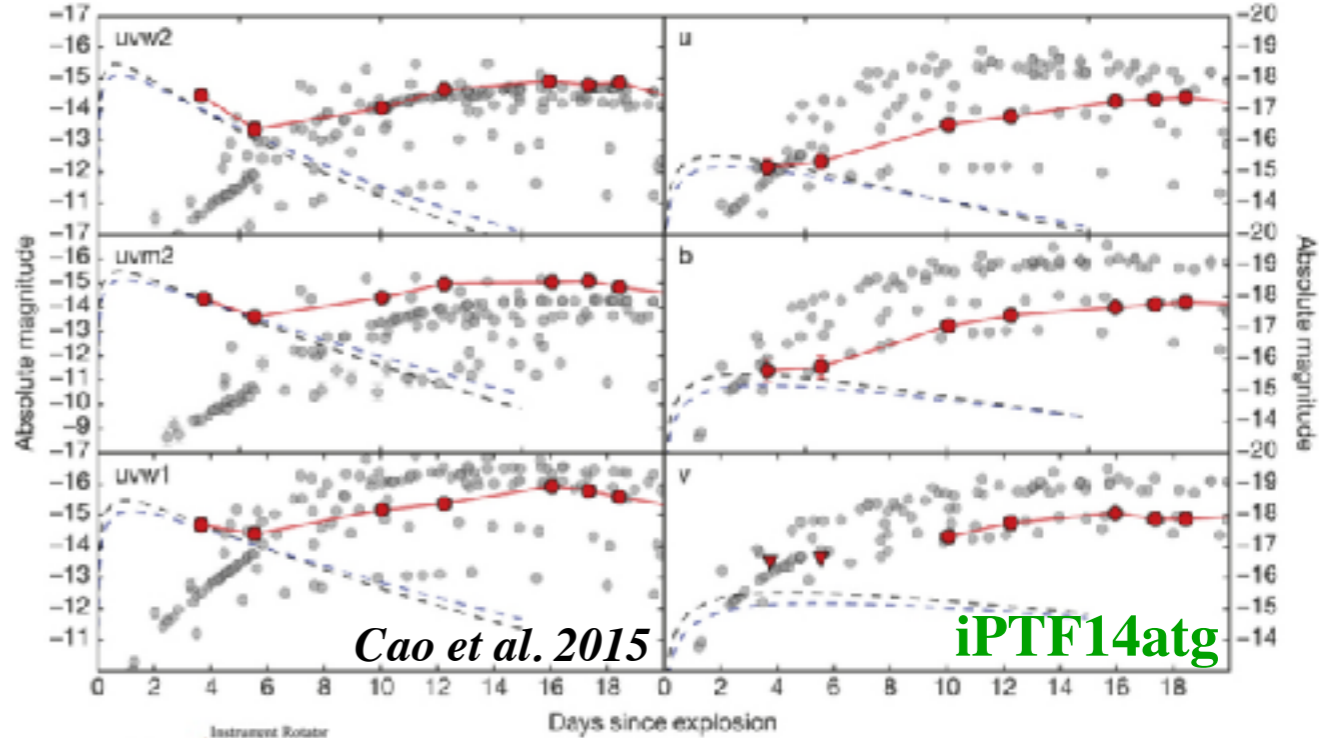 −17 −20
−16 uvw2 u −19
−15 −18
−14 −17
−13 −16
−12 −15
−11 −14
−17 −20
−16 uvm2 b −19
−15 −18
−14 −17
−13
−12 −16
−11 −15
−10
−9 −14
−17 −20
−16 uvw1 v −19
−15 −18
−14 −17
−13 −16
−12 −15
−11 −14
Absolute magnitude
Absolute magnitude
Cao et al. 2015
iPTF14atg
0 2 4 6 8 10 12 14 16 18 0 2 4 6 8 10 12 14 16 18
Days since explosion
Instrument Rotator